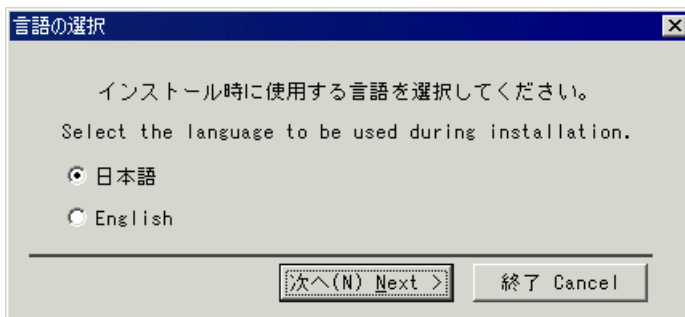 言語の選択
インストール時に使用する言語を選択してください。
Select the language to be used during installation.
日本語
English
次へ(N) Next >
終了 Cancel